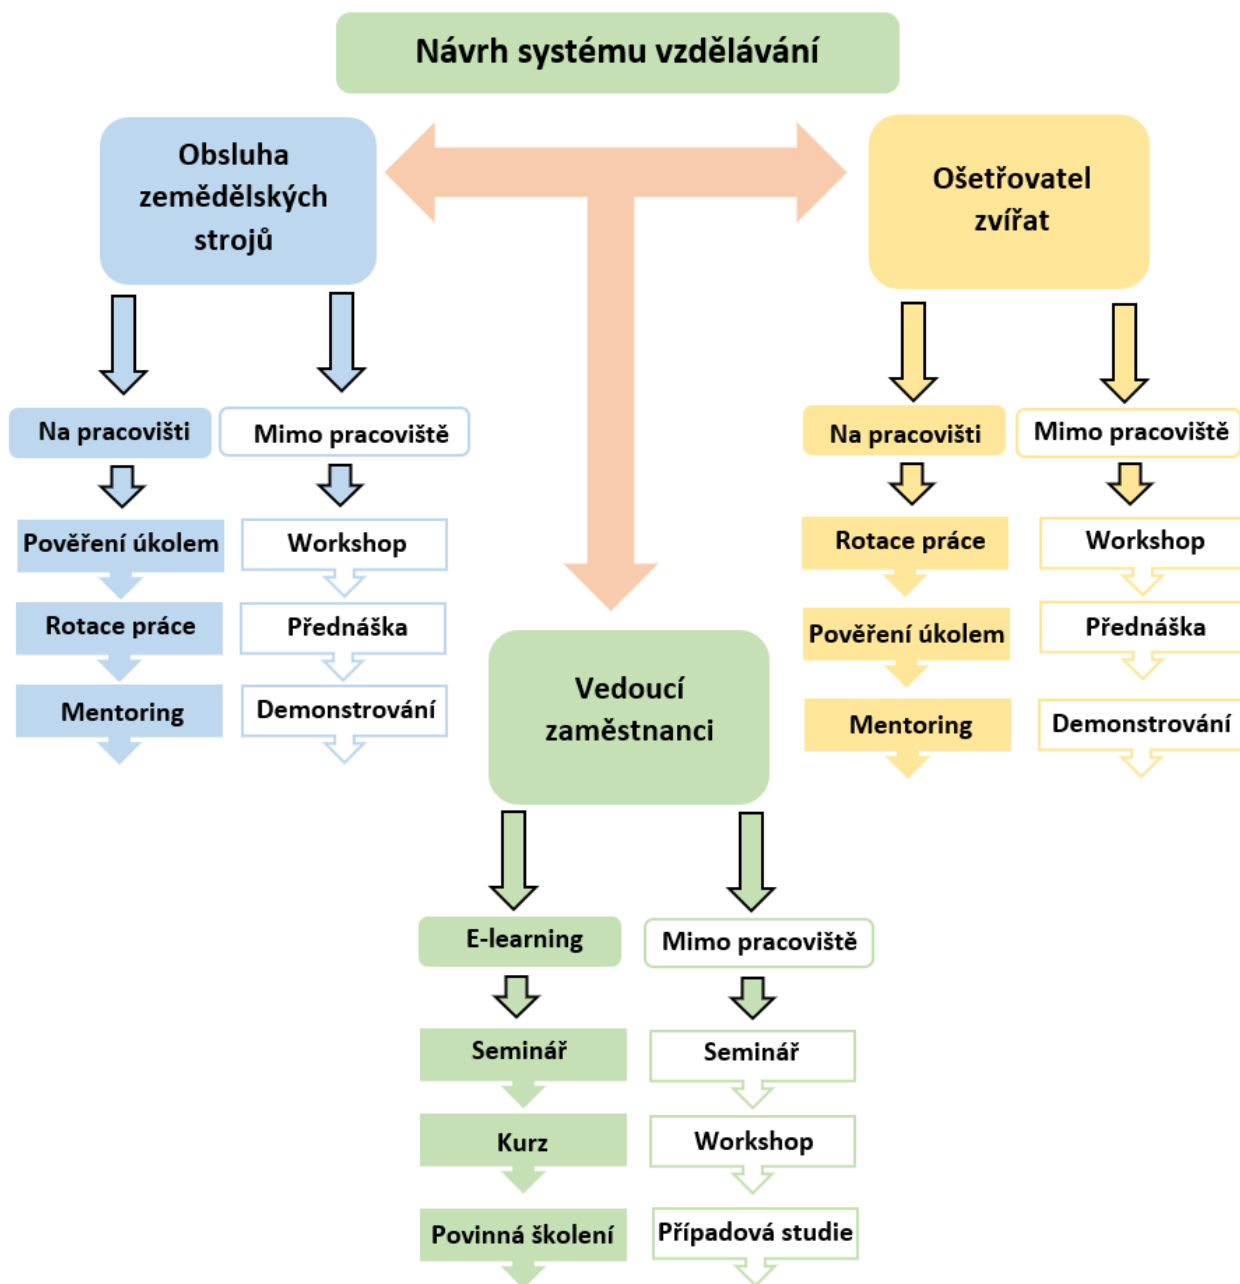 Návrh systému vzdělávání
Obsluha
zemědělských
strojů
Ošetřovatel
zvířat
Na pracovišti
Mimo pracoviště
Pověření úkolem
Workshop
Rotace práce
Přednáška
Mentoring
Demonstrování
Na pracovišti
Mimo pracoviště
Rotace práce
Workshop
Pověření úkolem
Přednáška
Mentoring
Demonstrování
Vedoucí
zaměstnanci
E-learning
Mimo pracoviště
Seminář
Seminář
Kurz
Workshop
Povinná školení
Případová studie